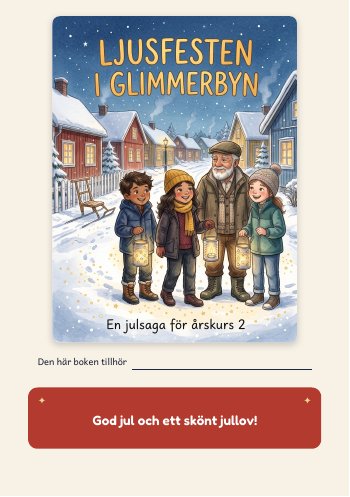 LJUSFESTEN
I GLIMMERBYN
En julsaga för årskurs 2
Den här boken tillhör
God jul och ett skönt jullov!